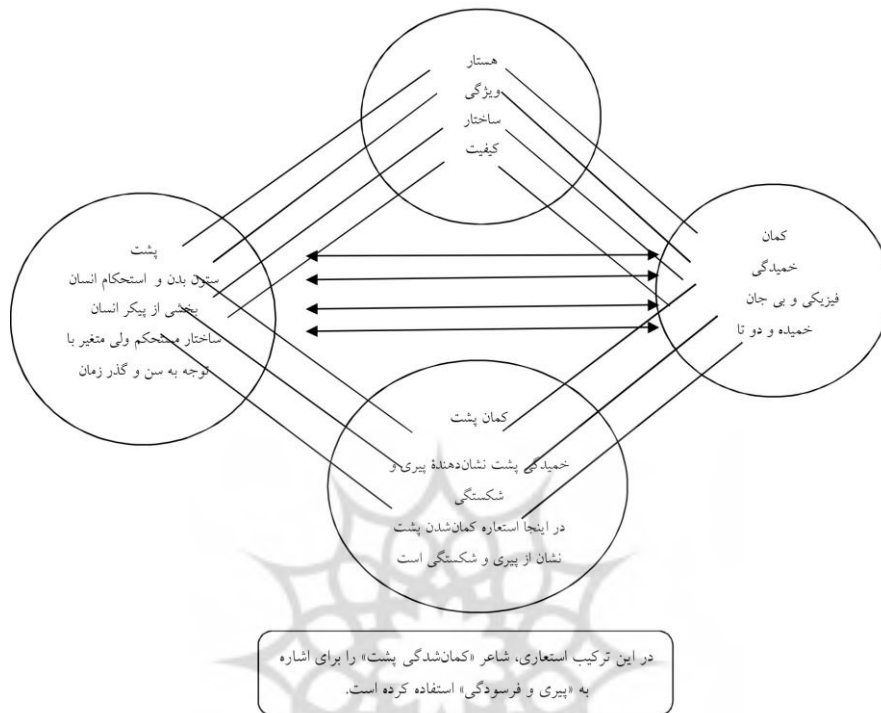 هستار
ویژگی
ساختار
کیفیت
کمان
خمیدگی
فیزیکی و بی جان
خمیده و دو تا
پشت
ستون بدن و استحکام انسان
بخشی از پیکر انسان
ساختار مستحکم ولی متغیر با
توجه به سن و گذر زمان
کمان پشت
خمیدگی پشت نشان‌دهندۀ پیری و
شکستگی
در اینجا استعاره کمان‌شدن پشت
نشان از پیری و شکستگی است
در این ترکیب استعاری، شاعر «کمان‌شدگی پشت» را برای اشاره
به «پیری و فرسودگی» استفاده کرده است.